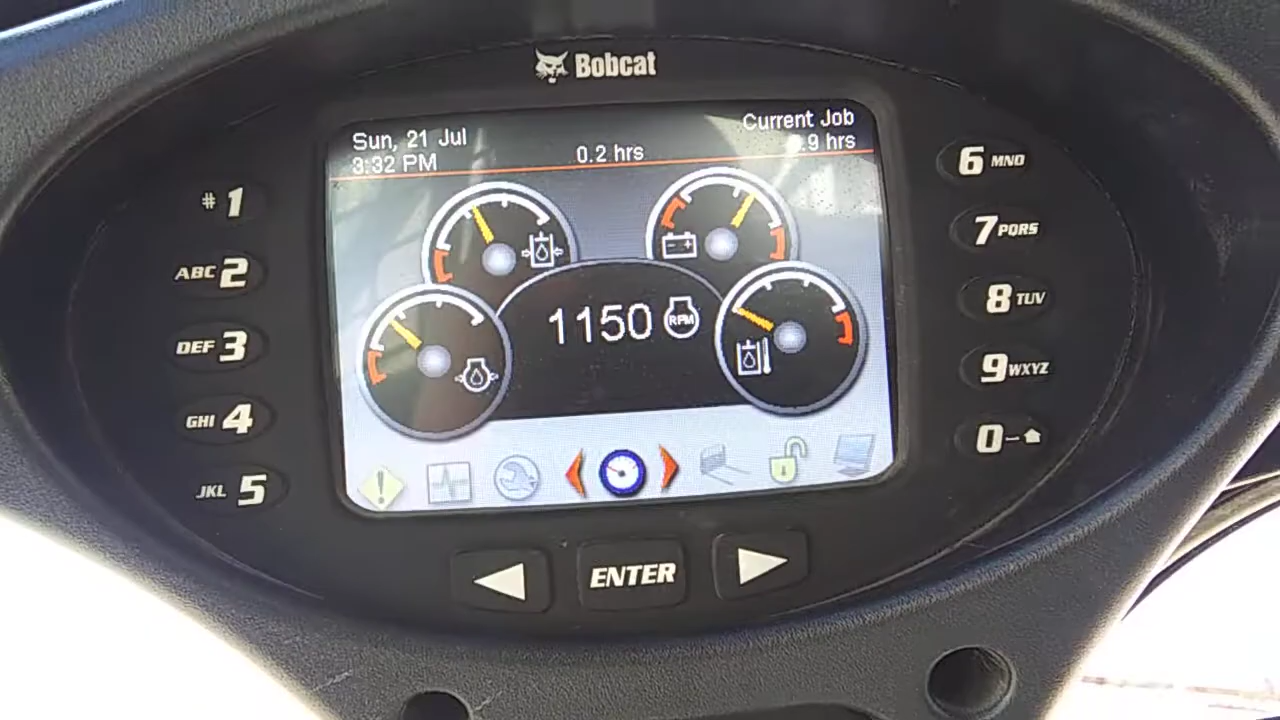 Bobcat
Sun, 21 Jul
3:32 PM
0.2 hrs
Current Job
.9 hrs
1150 RPM
# 1
ABC 2
DEF 3
GHI 4
JKL 5
6 MNO
7 PQRS
8 TUV
9 WXYZ
0
ENTER